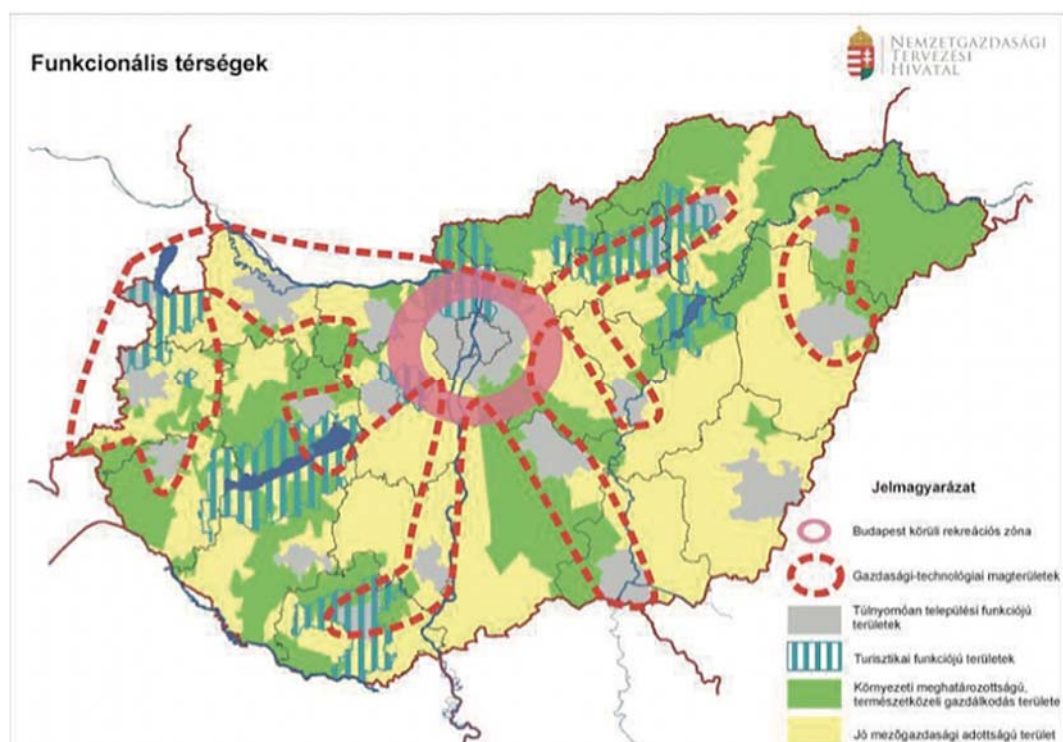 Funkcionális térségek
NEMZETGAZDASÁGI
TERVEZÉSI
HIVATAL
Jelmagyarázat
Budapest körüli rekreációs zóna
Gazdasági-technológiai magterületek
Túlnyomóan települési funkciójú
területek
Turisztikai funkciójú területek
Környezeti meghatározottságú,
természetközeli gazdálkodás területe
Jó mezőgazdasági adottságú terület